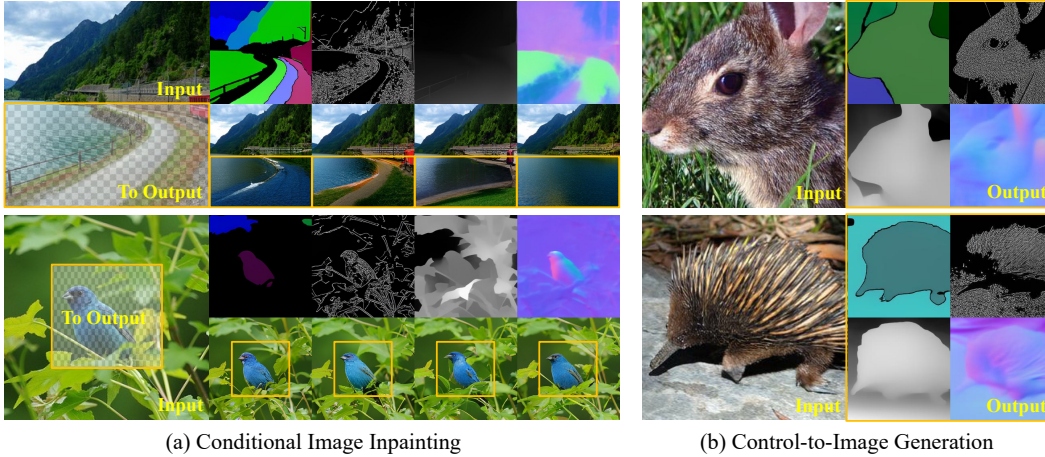 Input
To Output
To Output
Input
Input
Output
Input
Output
(a) Conditional Image Inpainting
(b) Control-to-Image Generation